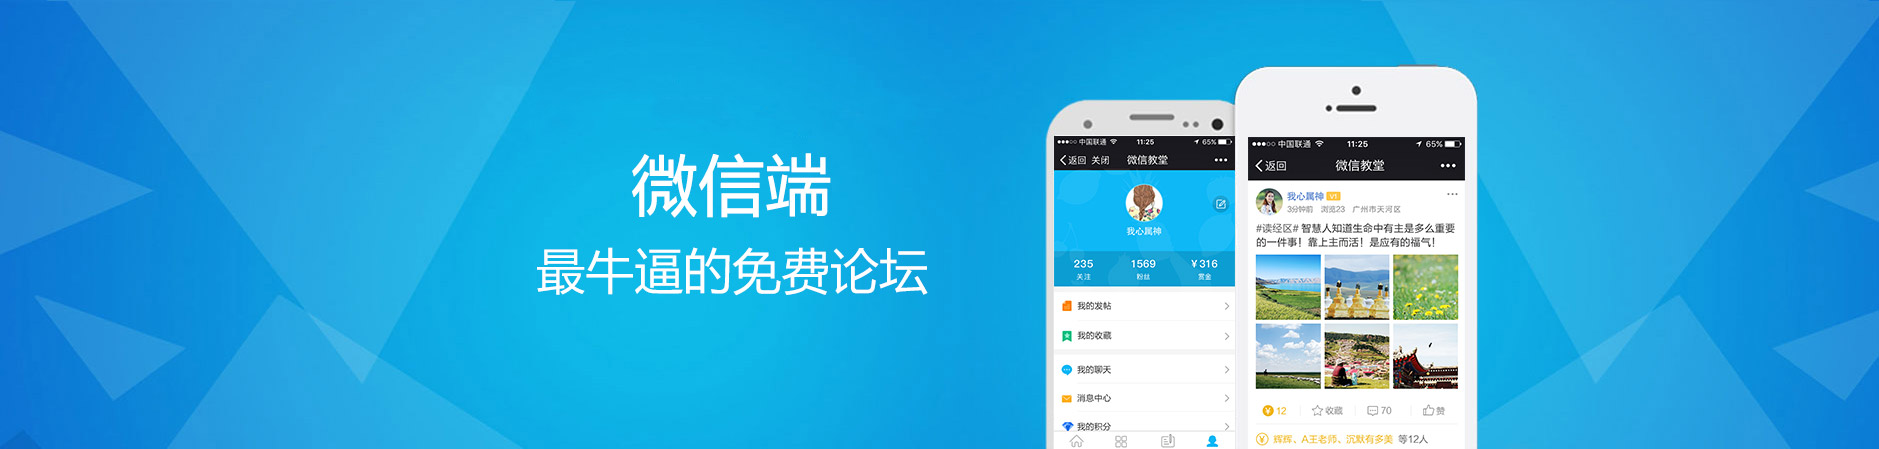 微信端
最牛逼的免费论坛
中国联通 11:25 65%
返回 关闭 微信教堂
我心属神
235 1569 ¥316
关注 粉丝 赏金
我的发帖
我的收藏
我的聊天
消息中心
我的积分
中国联通 11:25 65%
返回 微信教堂
我心属神 V1
3分钟前 浏览23 广州市天河区
#读经区# 智慧人知道生命中有主是多么重要
的一件事！靠上主而活！是应有的福气！
¥ 12 收藏 70 赞
¥ 辉辉、A王老师、沉默有多美 等12人